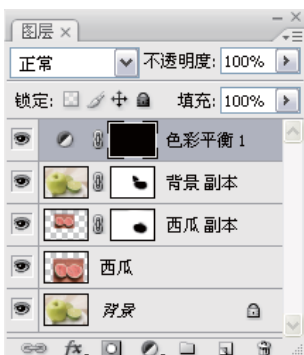 图层 ×
正常 不透明度: 100%
锁定: 填充: 100%
色彩平衡 1
背景 副本
西瓜 副本
西瓜
背景
fx.